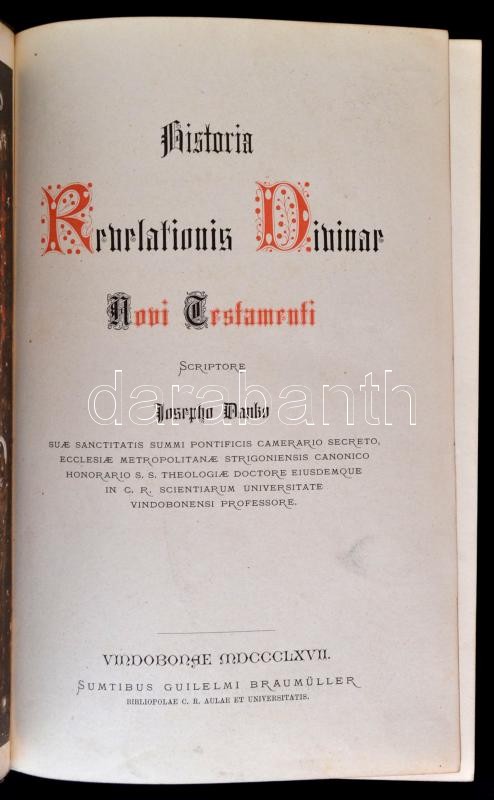 Historia
Revelationis Divinae
Novi Testamenti
SCRIPTORE
darabanth
Josepho Danko
SUÆ SANCTITATIS SUMMI PONTIFICIS CAMERARIO SECRETO,
ECCLESIÆ METROPOLITANÆ STRIGONIENSIS CANONICO
HONORARIO S. S. THEOLOGIÆ DOCTORE EIUSDEMQUE
IN C. R. SCIENTIARUM UNIVERSITATE
VINDOBONENSI PROFESSORE.
VINDOBONAE MDCCCLXVII.
SUMTIBUS GUILELMI BRAUMÜLLER
BIBLIOPOLAE C. R. AULAE ET UNIVERSITATIS.